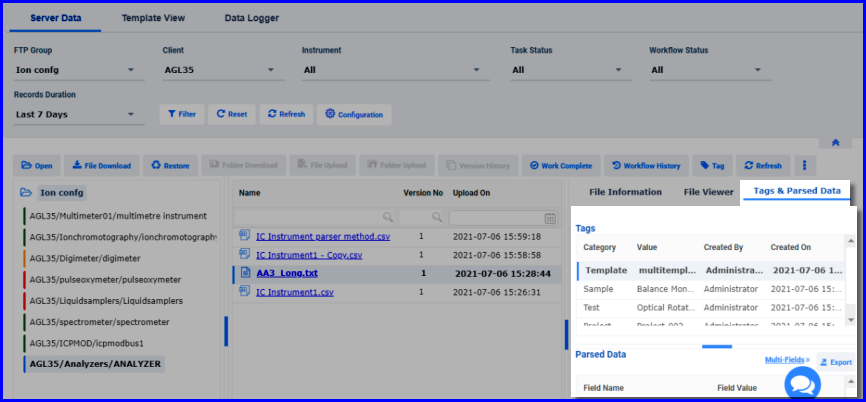 Server Data Template View Data Logger
FTP Group Client Instrument Task Status Workflow Status
Ion confg AGL35 All All All
Records Duration
Last 7 Days Filter Reset Refresh Configuration
Open File Download Restore Folder Download File Upload Folder Upload Version History Work Complete Workflow History Tag Refresh
Ion confg
AGL35/Multimeter01/multimetre instrument
AGL35/Ionchromotography/ionchromotography
AGL35/Digimeter/digimeter
AGL35/pulseoxymeter/pulseoxymeter
AGL35/Liquidsamplers/Liquidsamplers
AGL35/spectrometer/spectrometer
AGL35/ICPMOD/icpmodbus1
AGL35/Analyzers/ANALYZER
Name Version No Upload On
IC Instrument parser method.csv 1 2021-07-06 15:59:18
IC Instrument1 - Copy.csv 1 2021-07-06 15:58:58
AA3_Long.txt 1 2021-07-06 15:28:44
IC Instrument1.csv 1 2021-07-06 15:26:31
File Information File Viewer Tags & Parsed Data
Tags
Category Value Created By Created On
Template multitempl... Administra... 2021-07-06 1...
Sample Balance Mon... Administrator 2021-07-06 15:...
Test Optical Rotat... Administrator 2021-07-06 15:...
Project Project 002 Administrator 2021-07-06 15:...
Parsed Data Multi-Fields» Export
Field Name Field Value